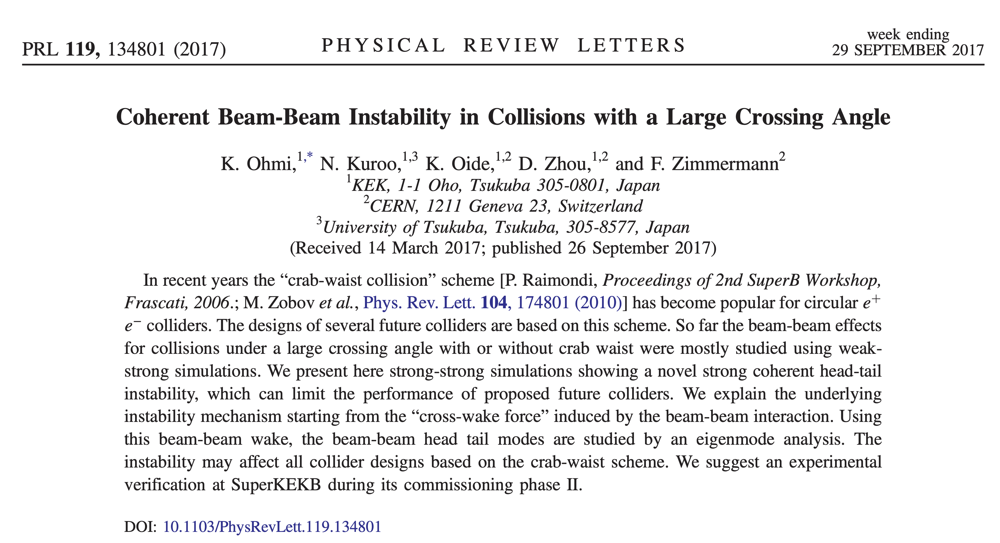 PRL 119, 134801 (2017)
PHYSICAL REVIEW LETTERS
week ending
29 SEPTEMBER 2017
Coherent Beam-Beam Instability in Collisions with a Large Crossing Angle
K. Ohmi,1,* N. Kuroo,1,3 K. Oide,1,2 D. Zhou,1,2 and F. Zimmermann2
1KEK, 1-1 Oho, Tsukuba 305-0801, Japan
2CERN, 1211 Geneva 23, Switzerland
3University of Tsukuba, Tsukuba, 305-8577, Japan
(Received 14 March 2017; published 26 September 2017)
In recent years the “crab-waist collision” scheme [P. Raimondi, Proceedings of 2nd SuperB Workshop,
Frascati, 2006.; M. Zobov et al., Phys. Rev. Lett. 104, 174801 (2010)] has become popular for circular e+
e− colliders. The designs of several future colliders are based on this scheme. So far the beam-beam effects
for collisions under a large crossing angle with or without crab waist were mostly studied using weak-
strong simulations. We present here strong-strong simulations showing a novel strong coherent head-tail
instability, which can limit the performance of proposed future colliders. We explain the underlying
instability mechanism starting from the “cross-wake force” induced by the beam-beam interaction. Using
this beam-beam wake, the beam-beam head tail modes are studied by an eigenmode analysis. The
instability may affect all collider designs based on the crab-waist scheme. We suggest an experimental
verification at SuperKEKB during its commissioning phase II.
DOI: 10.1103/PhysRevLett.119.134801